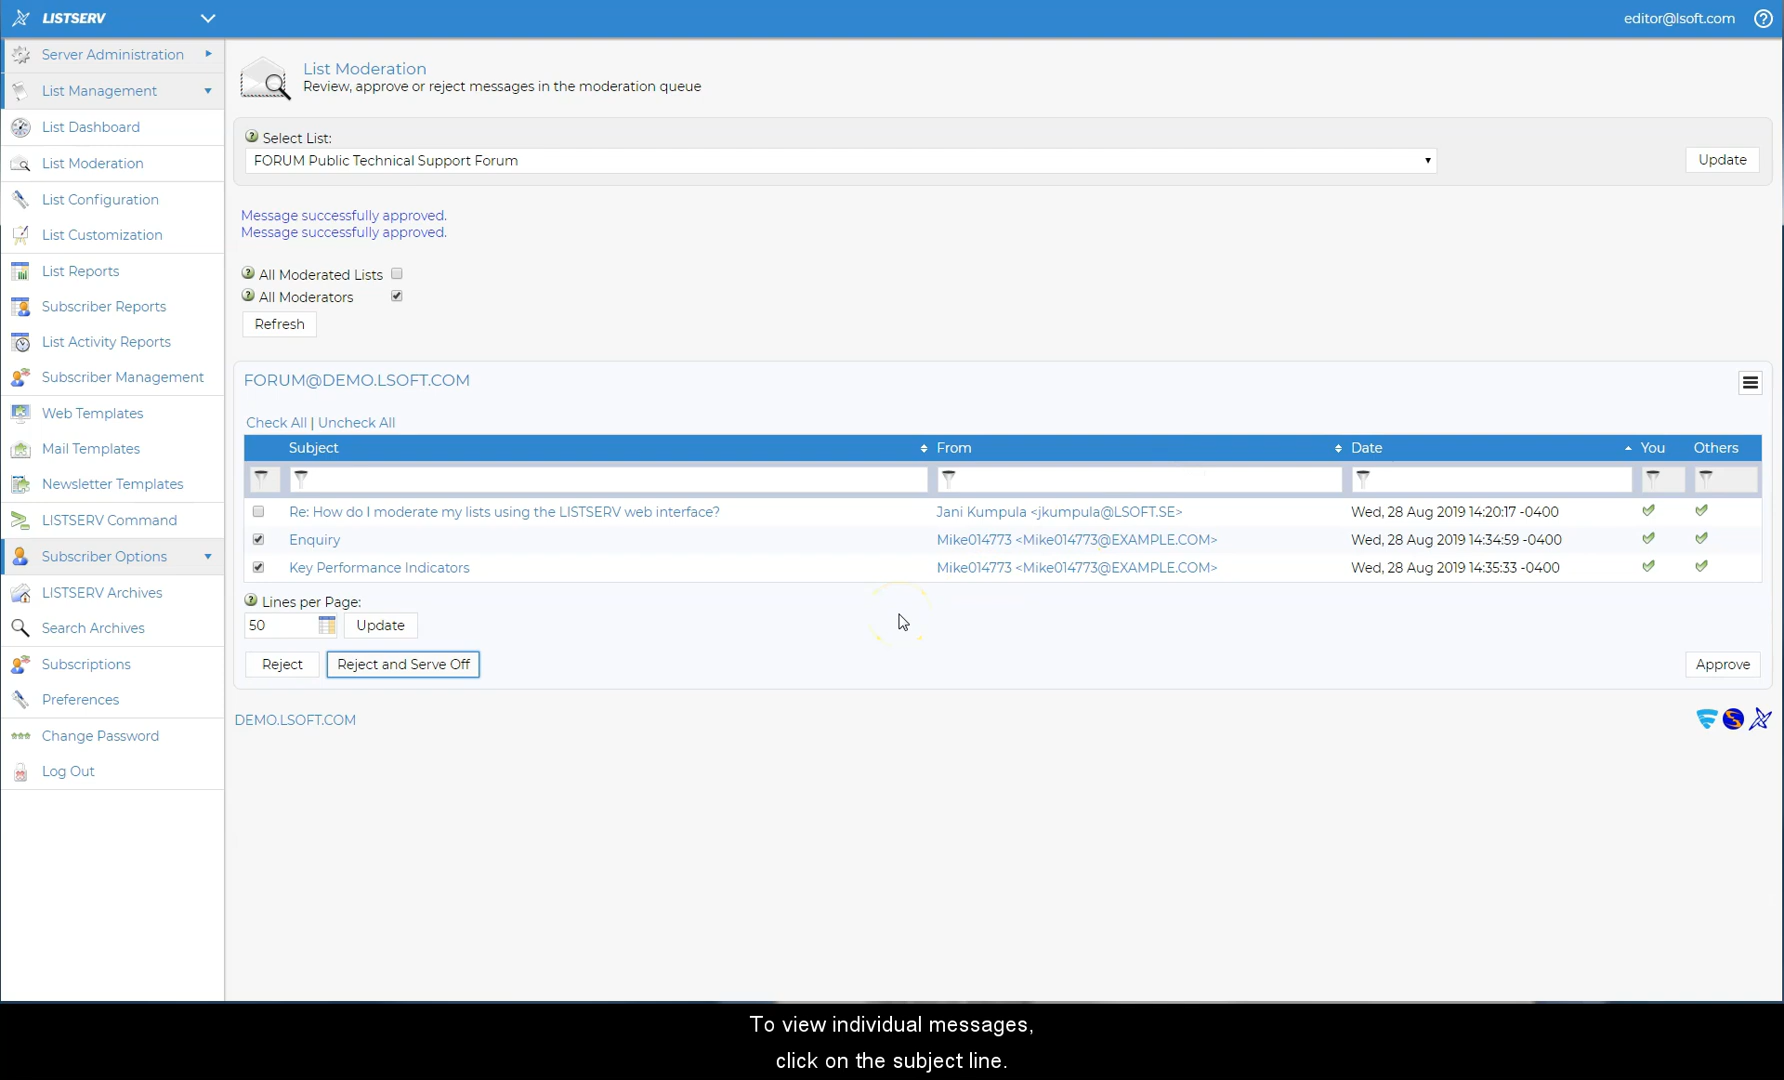 LISTSERV
editor@lsoft.com
Server Administration
List Management
List Dashboard
List Moderation
List Configuration
List Customization
List Reports
Subscriber Reports
List Activity Reports
Subscriber Management
Web Templates
Mail Templates
Newsletter Templates
LISTSERV Command
Subscriber Options
LISTSERV Archives
Search Archives
Subscriptions
Preferences
Change Password
Log Out
List Moderation
Review, approve or reject messages in the moderation queue
Select List:
FORUM Public Technical Support Forum
Update
Message successfully approved.
Message successfully approved.
All Moderated Lists
All Moderators
Refresh
FORUM@DEMO.LSOFT.COM
Check All | Uncheck All
Subject From Date You Others
Re: How do I moderate my lists using the LISTSERV web interface? Jani Kumpula <jkumpula@LSOFT.SE> Wed, 28 Aug 2019 14:20:17 -0400
Enquiry Mike014773 <Mike014773@EXAMPLE.COM> Wed, 28 Aug 2019 14:34:59 -0400
Key Performance Indicators Mike014773 <Mike014773@EXAMPLE.COM> Wed, 28 Aug 2019 14:35:33 -0400
Lines per Page:
50 Update
Reject Reject and Serve Off Approve
DEMO.LSOFT.COM
To view individual messages,
click on the subject line.